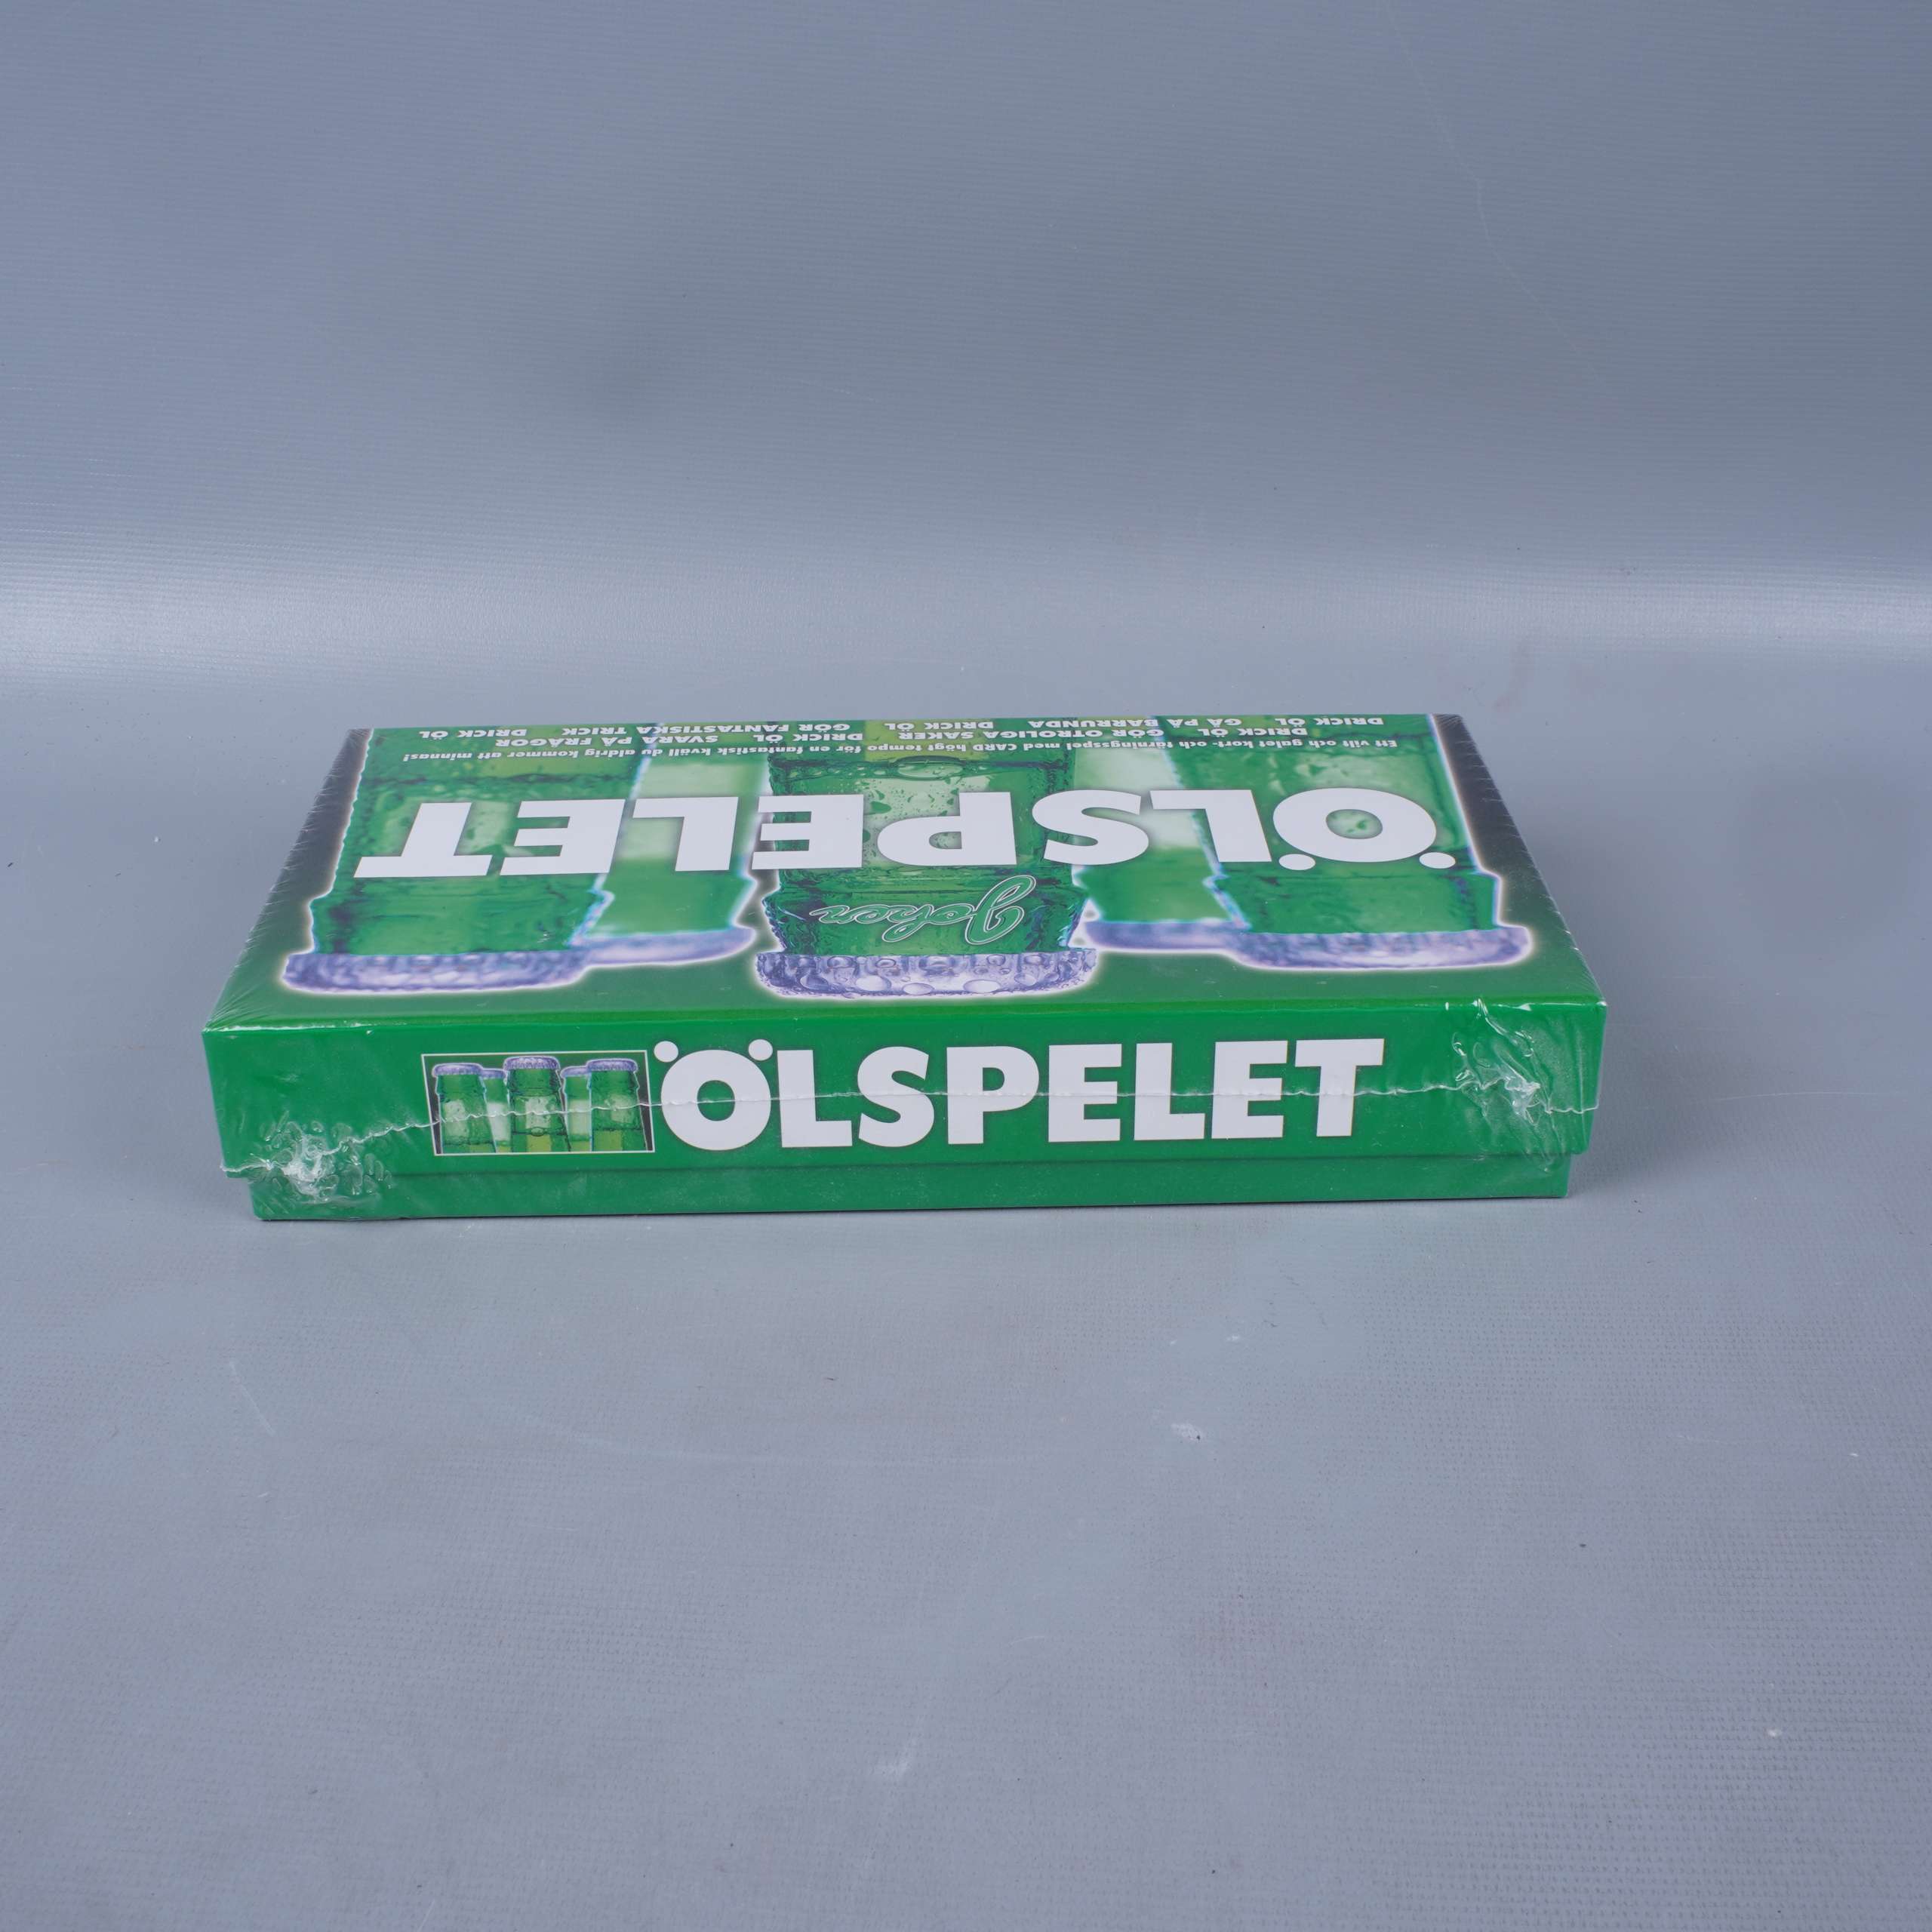 Joker
ÖLSPELET
Ett vilt och galet kort- och tärningsspel med CARD högt tempo för en fantastisk kväll du aldrig kommer att minnas!
DRICK ÖL GÖR OTROLIGA SAKER DRICK ÖL SVARA PÅ FRÅGOR
DRICK ÖL GÅ PÅ BARRUNDA DRICK ÖL GÖR FANTASTISKA TRICK DRICK ÖL
ÖLSPELET